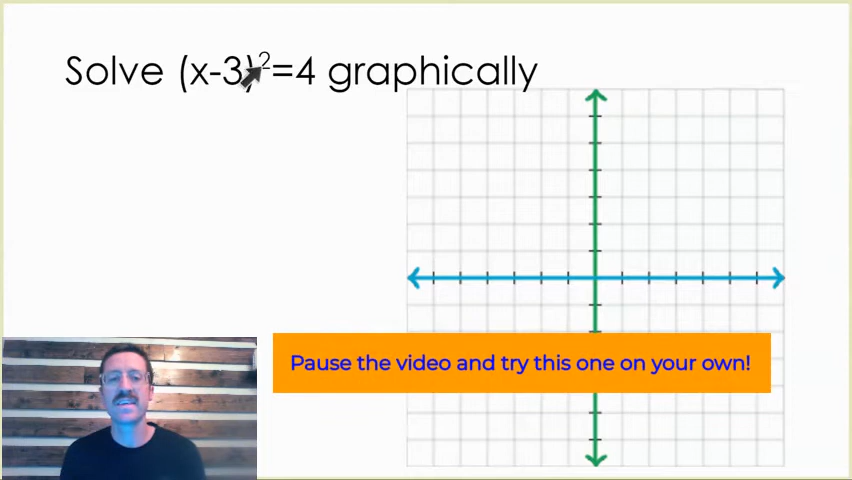 Solve (x-3)²=4 graphically
Pause the video and try this one on your own!